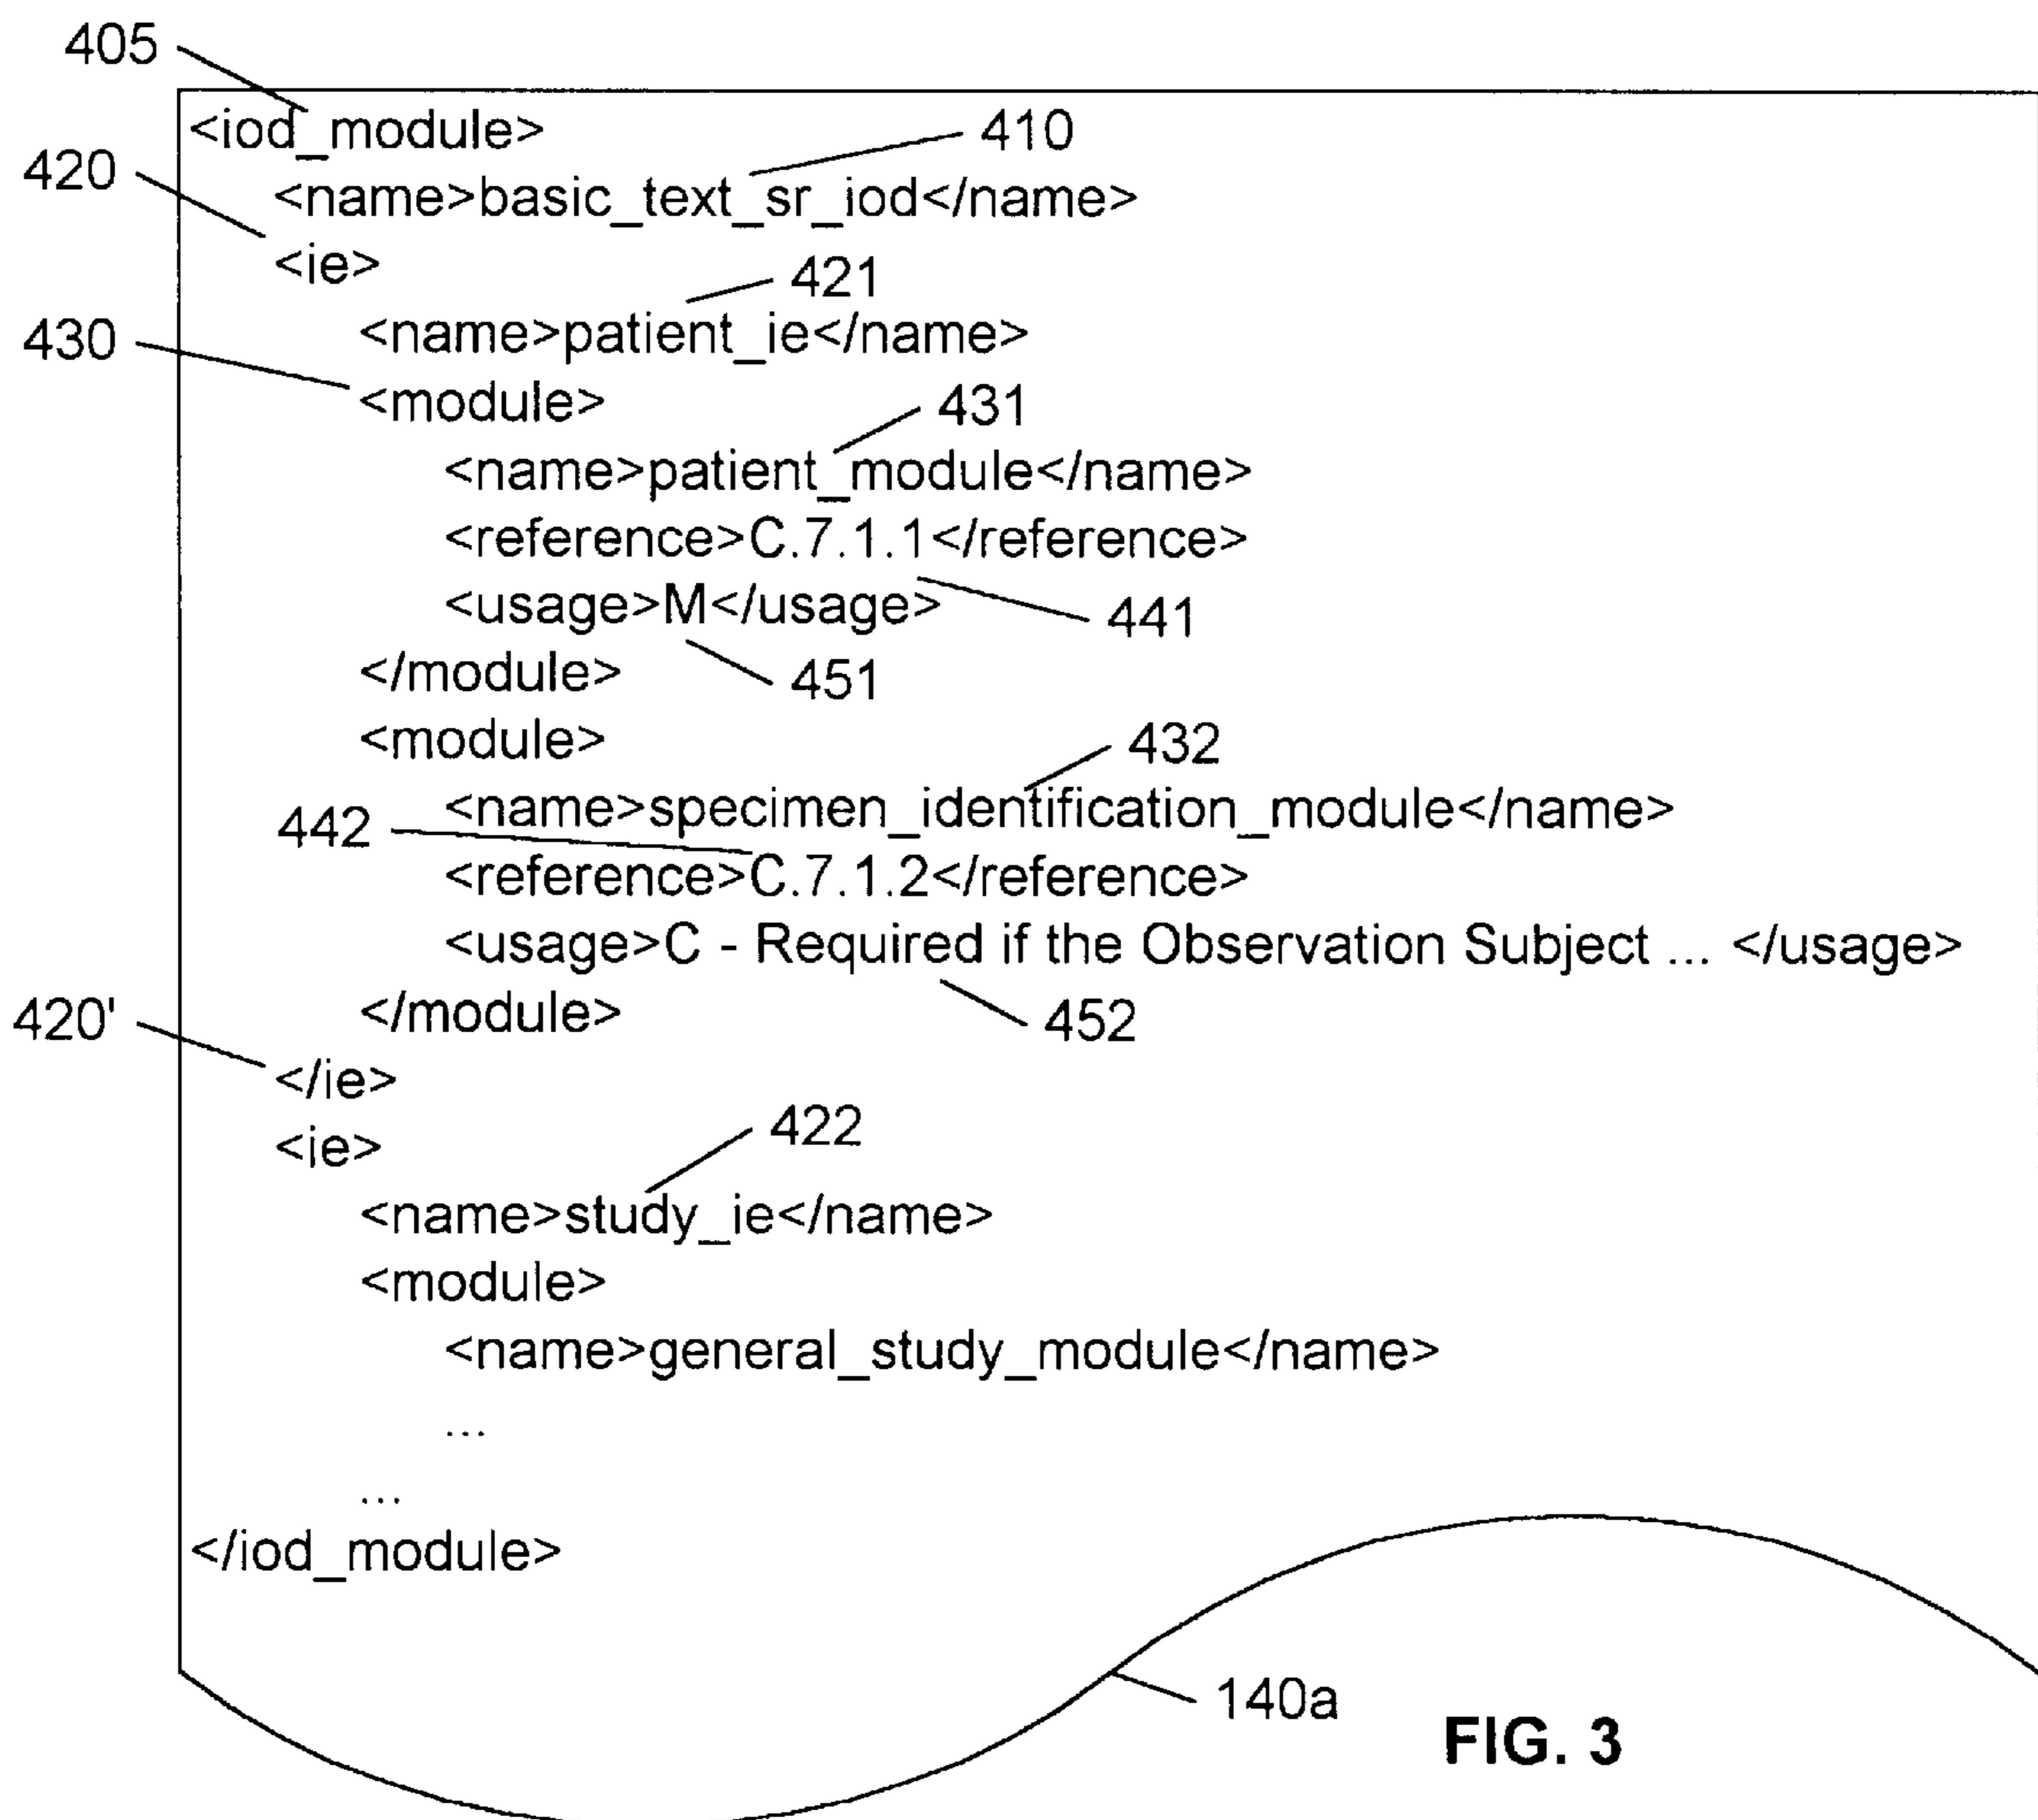 405
<iod_module>
410
420
<name>basic_text_sr_iod</name>
<ie>
421
430
<name>patient_ie</name>
<module>
431
<name>patient_module</name>
<reference>C.7.1.1</reference>
<usage>M</usage>
441
</module>
451
<module>
432
<name>specimen_identification_module</name>
442
<reference>C.7.1.2</reference>
<usage>C - Required if the Observation Subject ... </usage>
</module>
452
420'
</ie>
<ie>
422
<name>study_ie</name>
<module>
<name>general_study_module</name>
...
...
</iod_module>
140a
FIG. 3